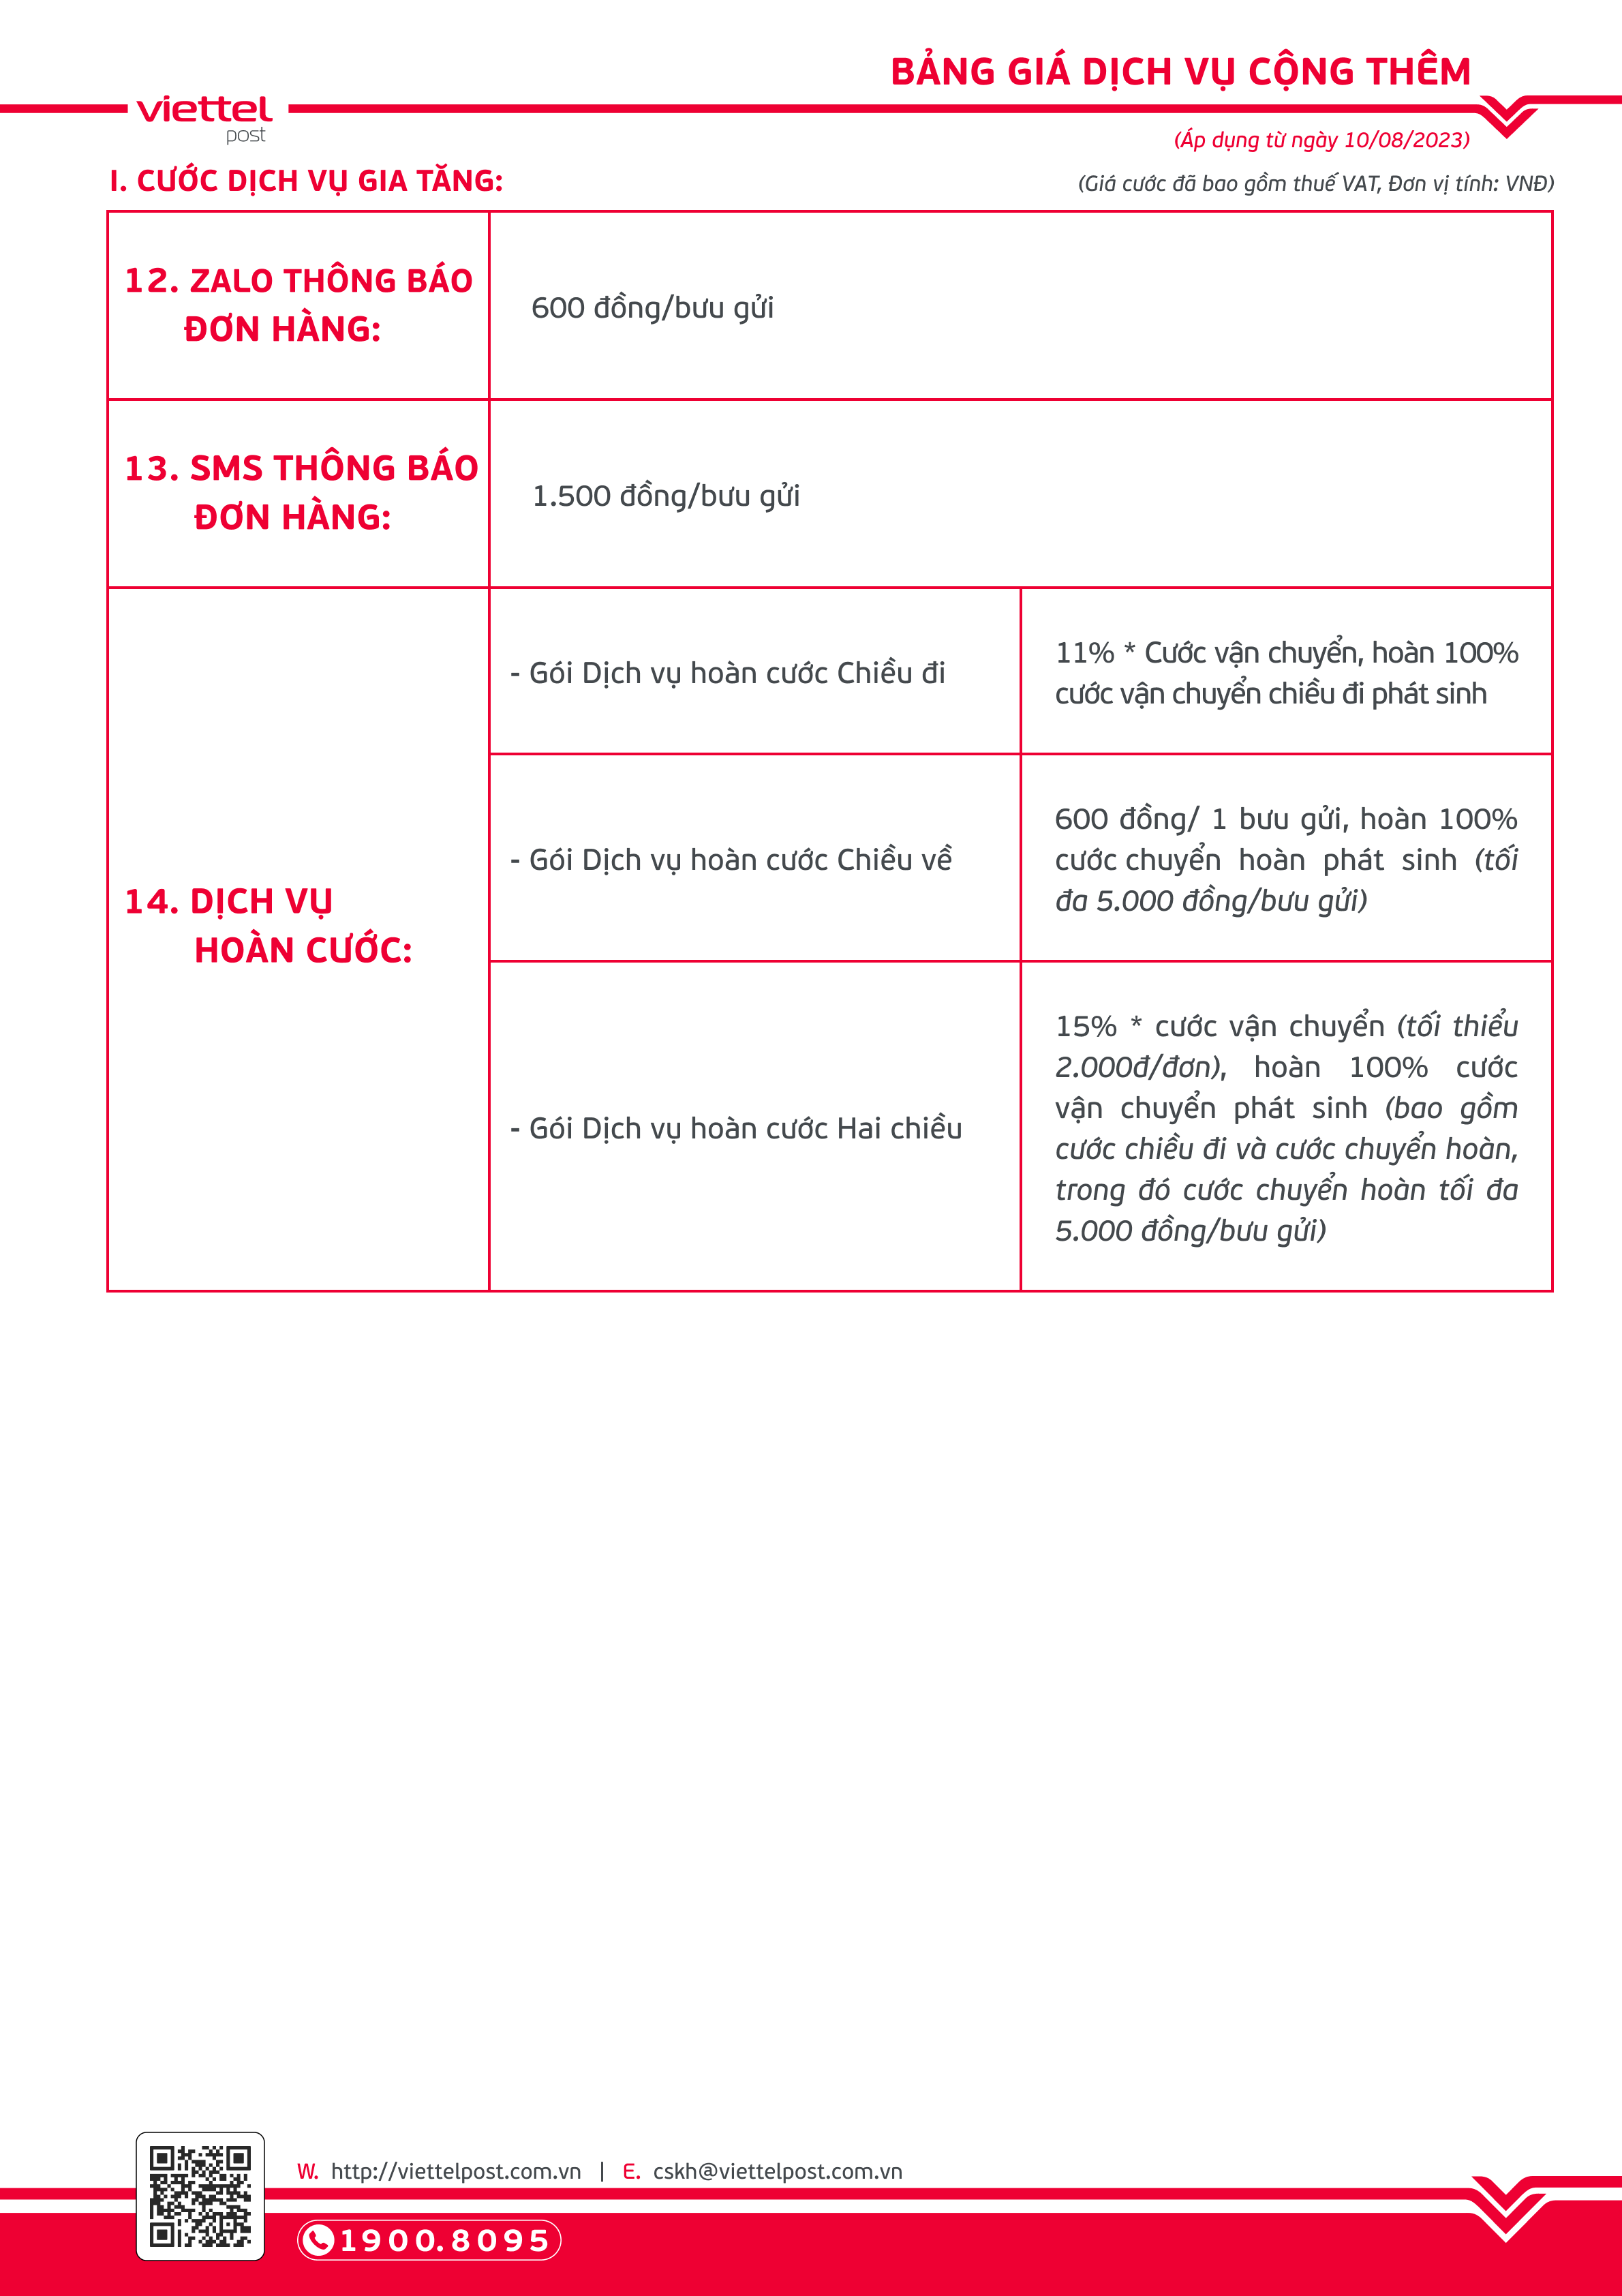 BẢNG GIÁ DỊCH VỤ CỘNG THÊM
viettel
post
(Áp dụng từ ngày 10/08/2023)
I. CƯỚC DỊCH VỤ GIA TĂNG:
(Giá cước đã bao gồm thuế VAT, Đơn vị tính: VNĐ)
12. ZALO THÔNG BÁO
ĐƠN HÀNG:
600 đồng/bưu gửi
13. SMS THÔNG BÁO
ĐƠN HÀNG:
1.500 đồng/bưu gửi
14. DỊCH VỤ
HOÀN CƯỚC:
- Gói Dịch vụ hoàn cước Chiều đi
11% * Cước vận chuyển, hoàn 100%
cước vận chuyển chiều đi phát sinh
- Gói Dịch vụ hoàn cước Chiều về
600 đồng/ 1 bưu gửi, hoàn 100%
cước chuyển hoàn phát sinh (tối
đa 5.000 đồng/bưu gửi)
- Gói Dịch vụ hoàn cước Hai chiều
15% * cước vận chuyển (tối thiểu
2.000đ/đơn), hoàn 100% cước
vận chuyển phát sinh (bao gồm
cước chiều đi và cước chuyển hoàn,
trong đó cước chuyển hoàn tối đa
5.000 đồng/bưu gửi)
W. http://viettelpost.com.vn | E. cskh@viettelpost.com.vn
1900.8095